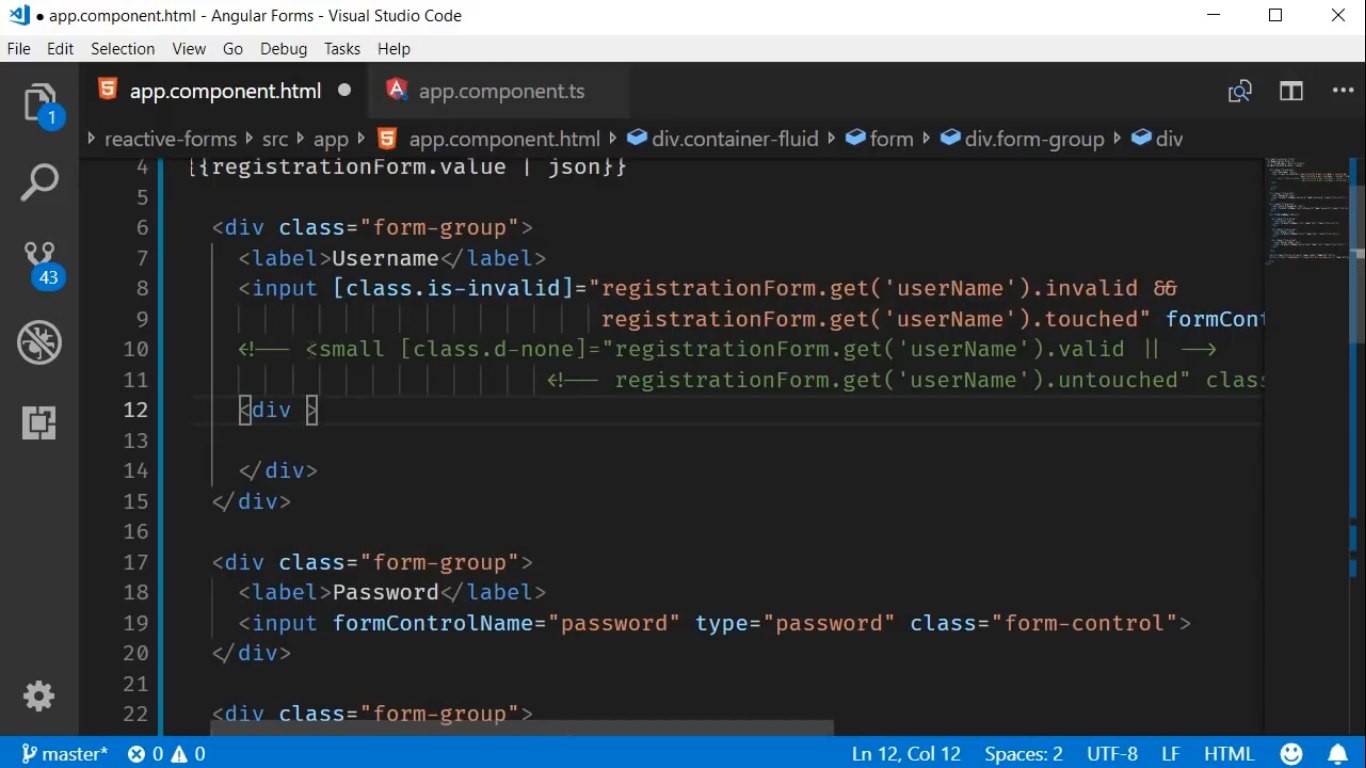 ● app.component.html - Angular Forms - Visual Studio Code
File Edit Selection View Go Debug Tasks Help
app.component.html ● app.component.ts
1
reactive-forms src app app.component.html div.container-fluid form div.form-group div
4 {{registrationForm.value | json}}
5
6 <div class="form-group">
7 <label>Username</label>
8 <input [class.is-invalid]="registrationForm.get('userName').invalid &&
43
9 registrationForm.get('userName').touched" formCont
10 <!-- <small [class.d-none]="registrationForm.get('userName').valid || -->
11 <!-- registrationForm.get('userName').untouched" clas
12 <div >
13
14 </div>
15 </div>
16
17 <div class="form-group">
18 <label>Password</label>
19 <input formControlName="password" type="password" class="form-control">
20 </div>
21
22 <div class="form-group">
master* 0 0 Ln 12, Col 12 Spaces: 2 UTF-8 LF HTML